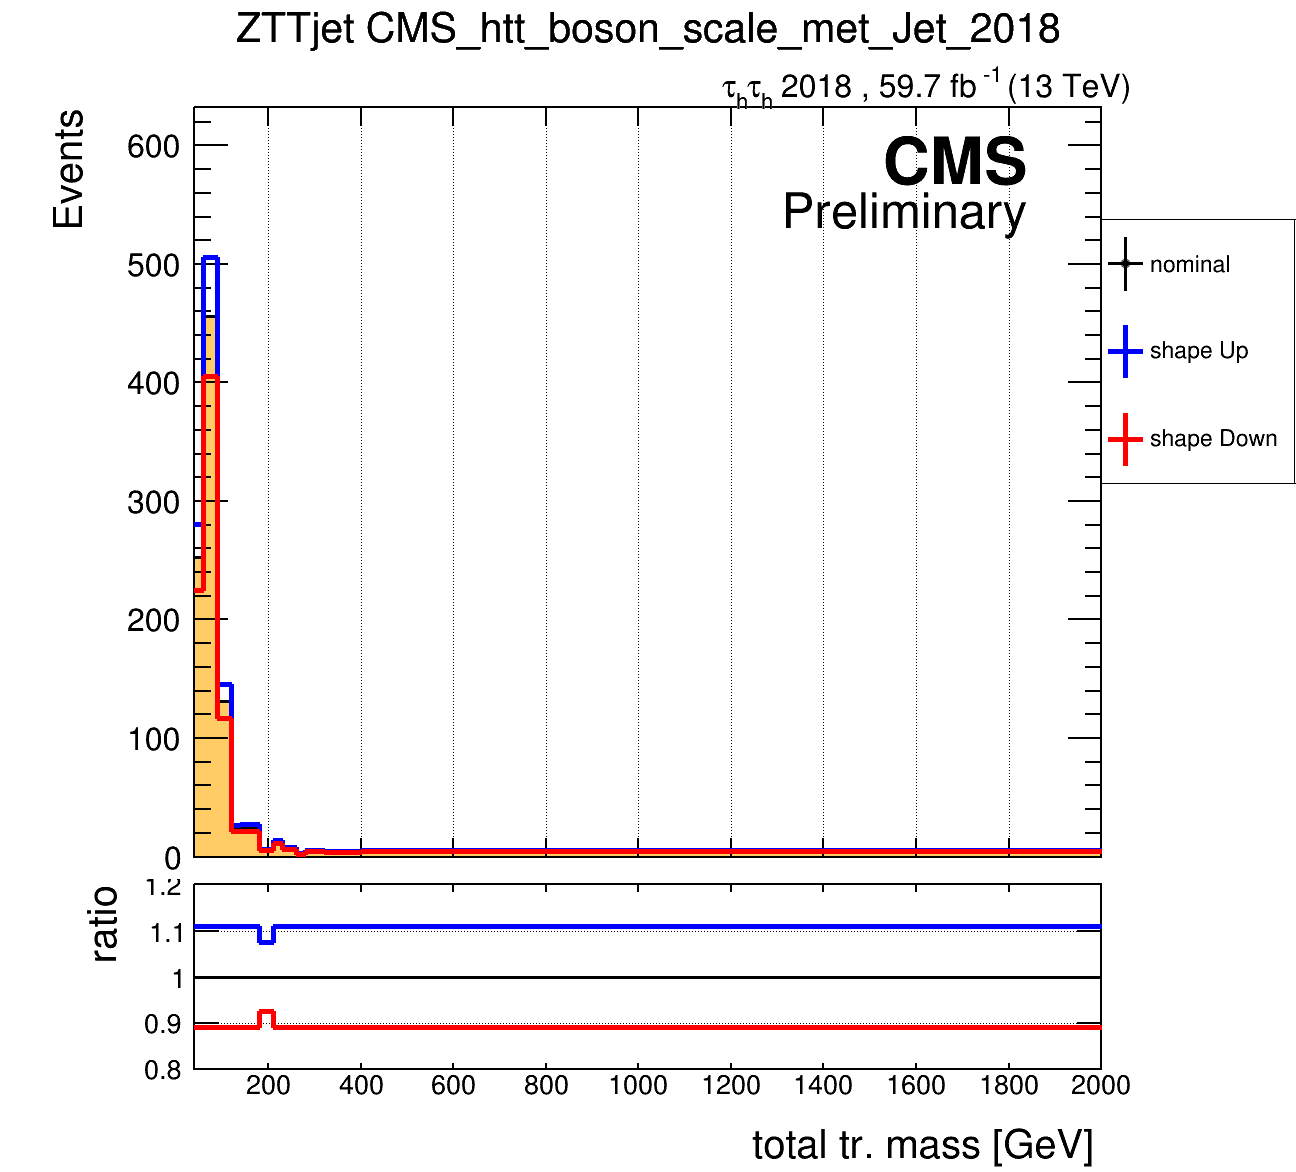 ZTTjet CMS_htt_boson_scale_met_Jet_2018
τhτh 2018 , 59.7 fb-1 (13 TeV)
Events
600
500
400
300
200
100
0
CMS
Preliminary
nominal
shape Up
shape Down
ratio
1.2
1.1
1
0.9
0.8
200 400 600 800 1000 1200 1400 1600 1800 2000
total tr. mass [GeV]